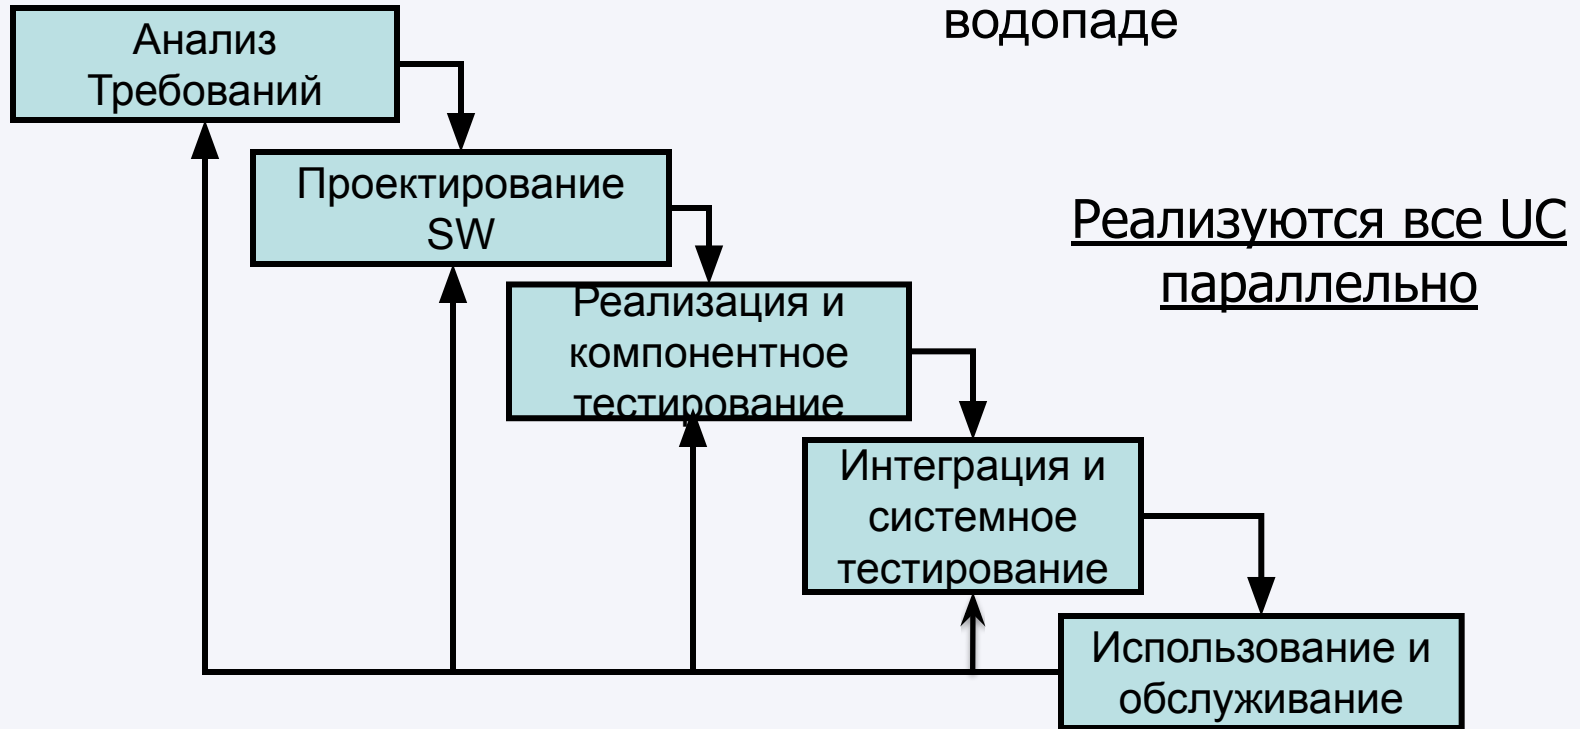 водопаде
Анализ
Требований
Проектирование
SW
Реализуются все UC
параллельно
Реализация и
компонентное
тестирование
Интеграция и
системное
тестирование
Использование и
обслуживание